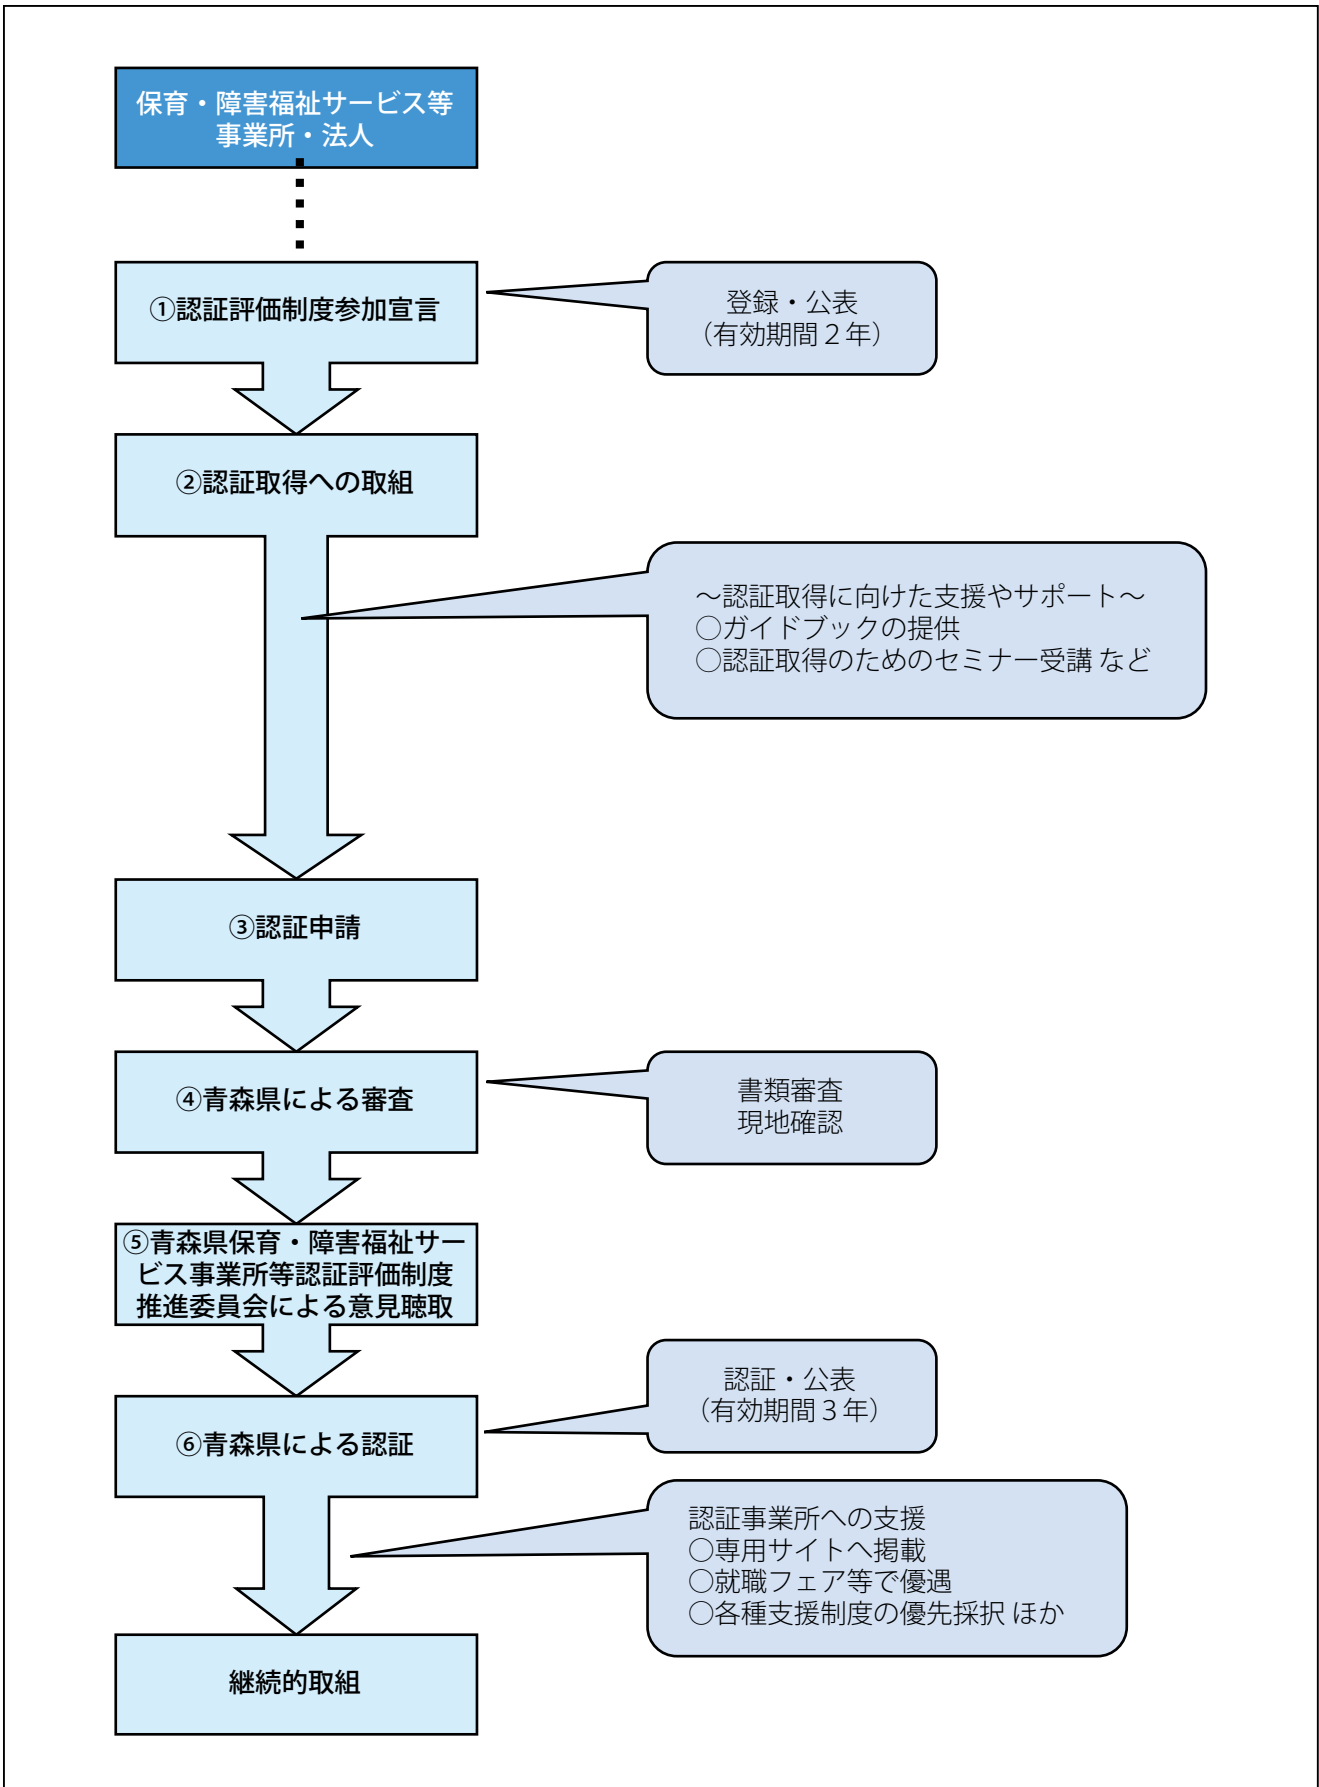 保育・障害福祉サービス等
事業所・法人
①認証評価制度参加宣言
登録・公表
（有効期間２年）
②認証取得への取組
～認証取得に向けた支援やサポート～
○ガイドブックの提供
○認証取得のためのセミナー受講 など
③認証申請
④青森県による審査
書類審査
現地確認
⑤青森県保育・障害福祉サー
ビス事業所等認証評価制度
推進委員会による意見聴取
認証・公表
（有効期間３年）
⑥青森県による認証
認証事業所への支援
○専用サイトへ掲載
○就職フェア等で優遇
○各種支援制度の優先採択 ほか
継続的取組